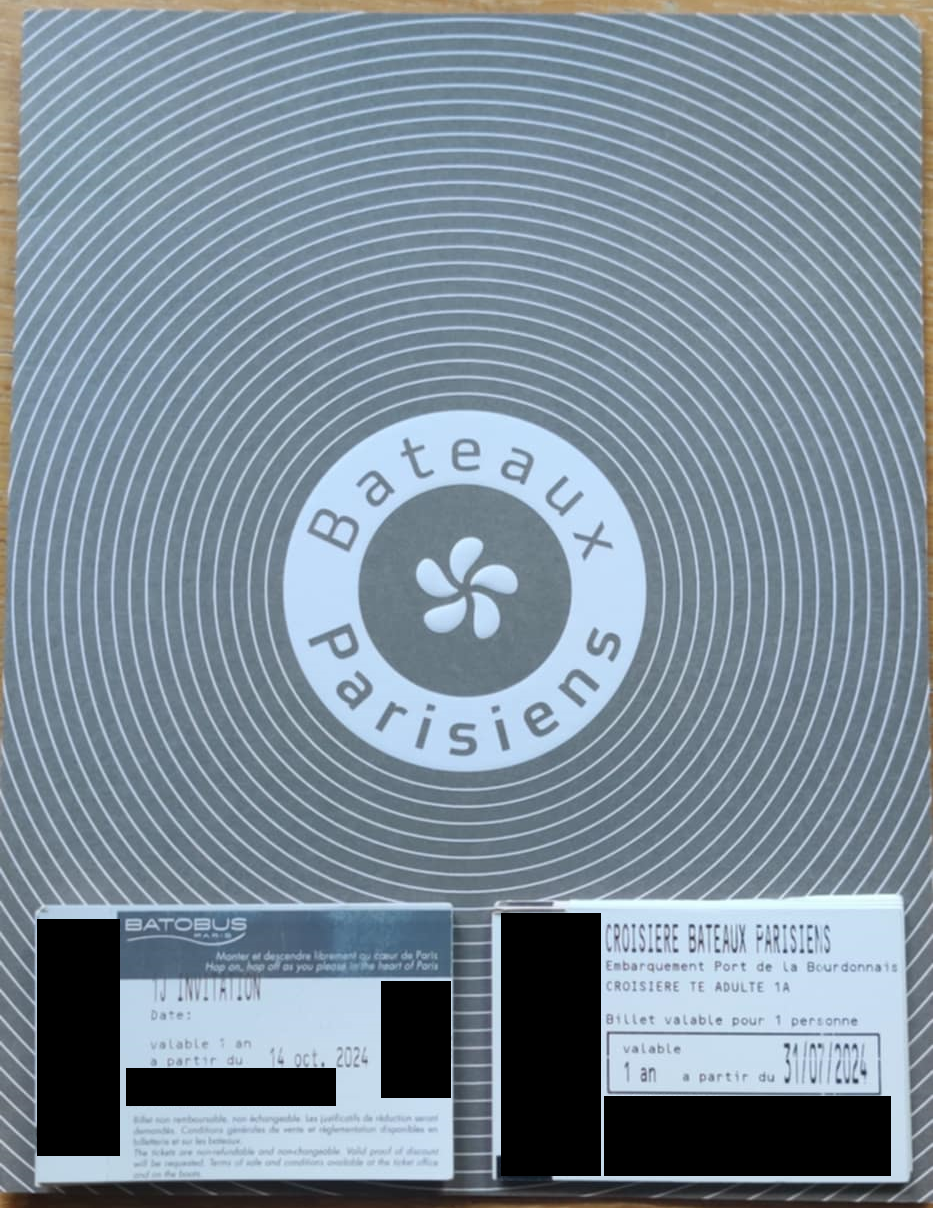 Bateaux
Parisiens
BATOBUS
PARIS
Monter et descendre librement au cœur de Paris
Hop on, hop off as you please in the heart of Paris
1J INVITATION
Date:
valable 1 an
a partir du 14 oct. 2024
Billet non remboursable, non échangeable. Les justificatifs de réduction seront
demandés. Conditions générales de vente et réglementation disponibles en
billetterie et sur les bateaux.
The tickets are non-refundable and non-changeable. Valid proof of discount
will be requested. Terms of sale and conditions available at the ticket office
and on the boats.
CROISIERE BATEAUX PARISIENS
Embarquement Port de la Bourdonnais
CROISIERE TE ADULTE 1A
Billet valable pour 1 personne
valable
1 an a partir du 31/07/2024